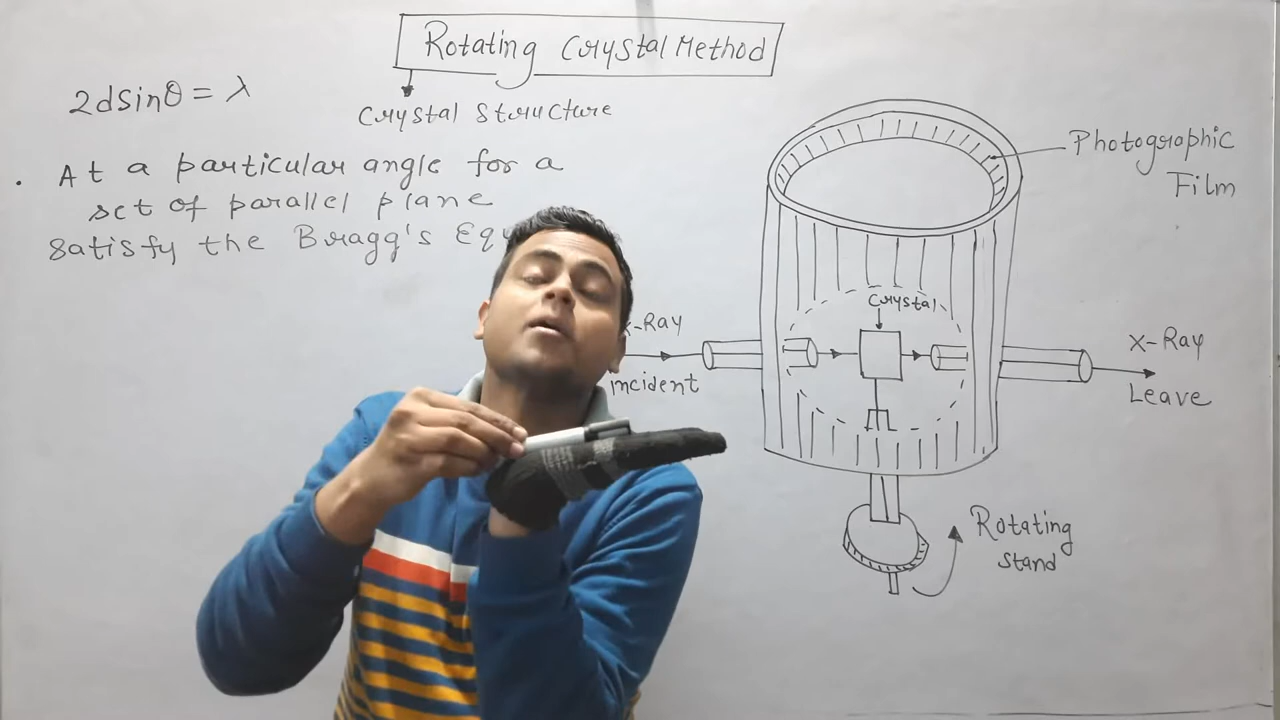 Rotating Crystal Method
2dsinθ = λ
Crystal Structure
• At a particular angle for a
set of parallel plane
satisfy the Bragg's Equ
Photographic
Film
Crystal
X-Ray
incident
X-Ray
Leave
Rotating
stand